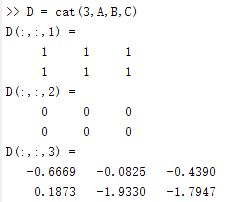 >> D = cat(3,A,B,C)
D(:,:,1) =
1 1 1
1 1 1
D(:,:,2) =
0 0 0
0 0 0
D(:,:,3) =
-0.6669 -0.0825 -0.4390
0.1873 -1.9330 -1.7947